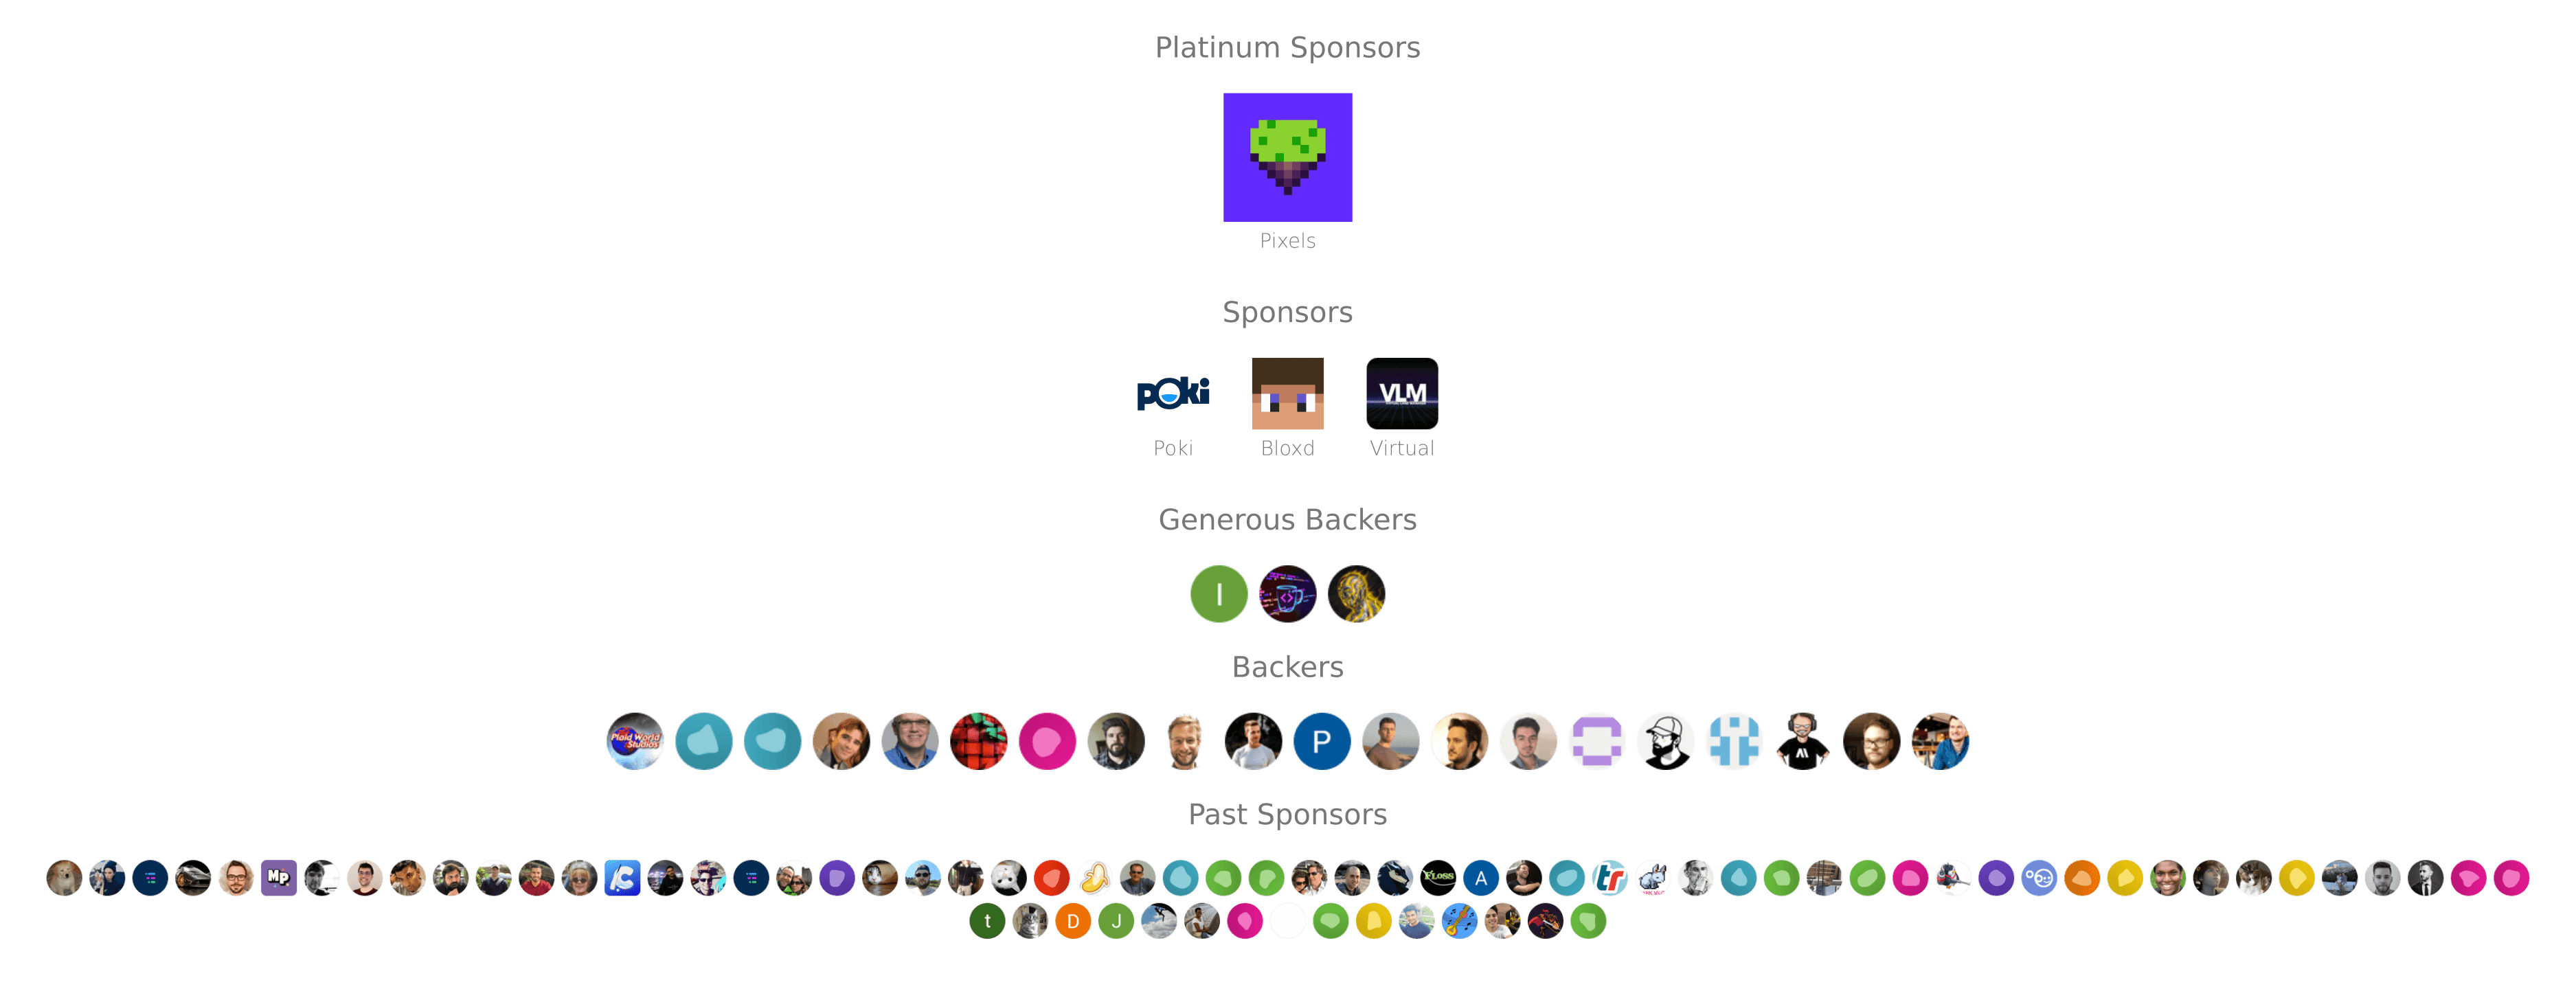 Platinum Sponsors
Pixels
Sponsors
poki
VLM
Poki Bloxd Virtual
Generous Backers
I
Backers
Plaid World Studios
P
Past Sponsors
MP
FLOSS
A
tr
t
D
J